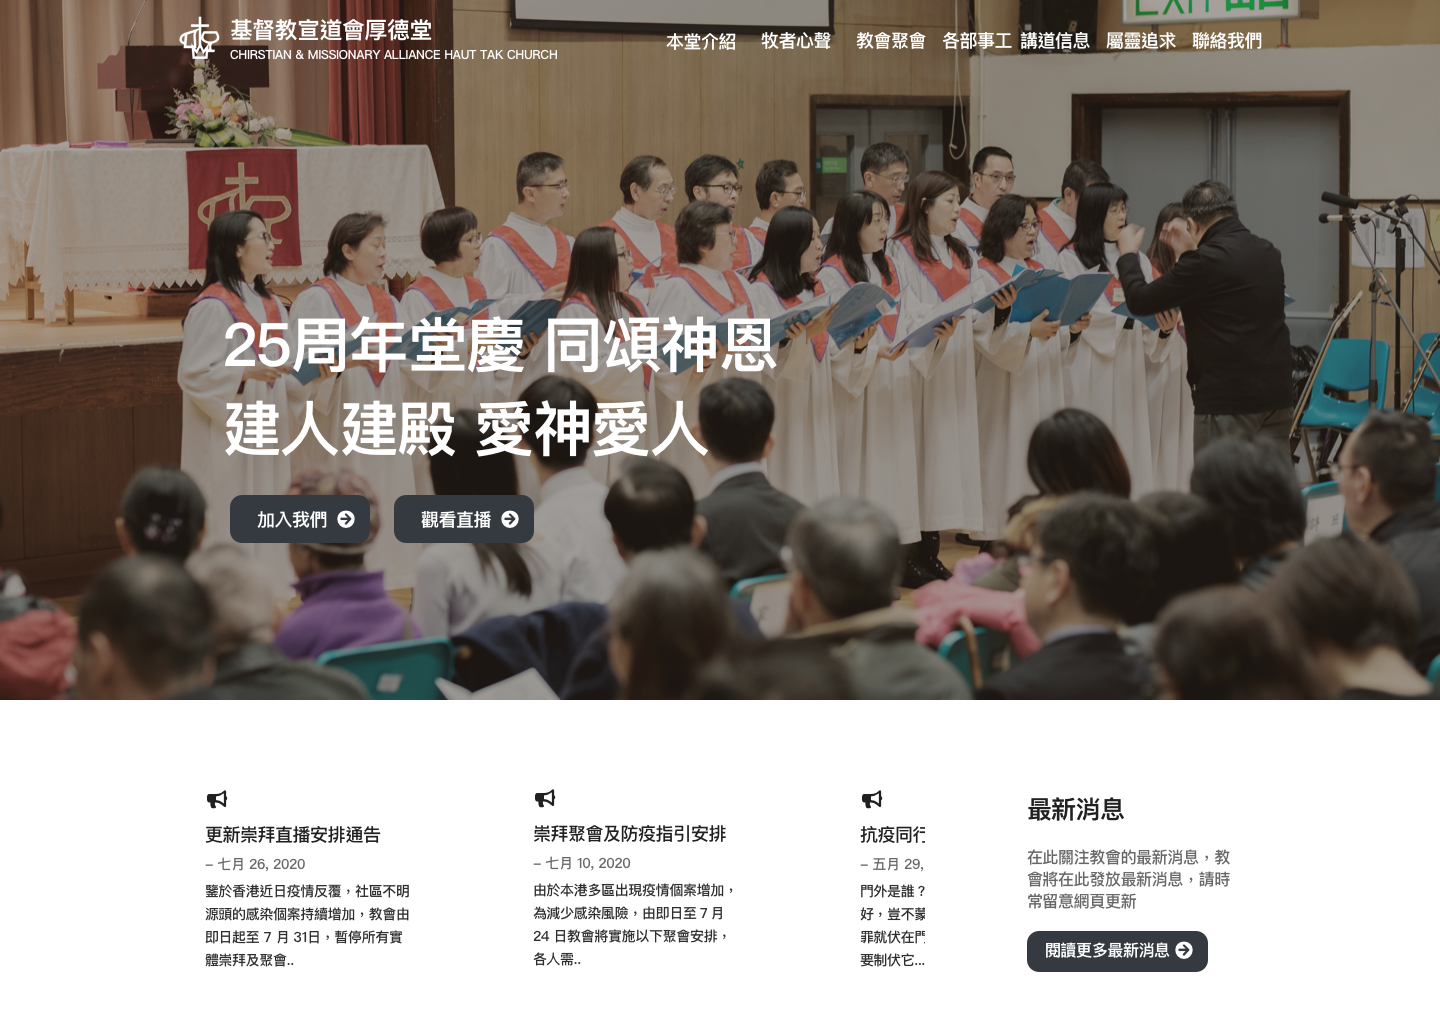 基督教宣道會厚德堂
CHIRSTIAN & MISSIONARY ALLIANCE HAUT TAK CHURCH
本堂介紹 牧者心聲 教會聚會 各部事工 講道信息 屬靈追求 聯絡我們
EXIT 出口
25周年堂慶 同頌神恩
建人建殿 愛神愛人
加入我們
觀看直播
更新崇拜直播安排通告
– 七月 26, 2020
鑒於香港近日疫情反覆，社區不明
源頭的感染個案持續增加，教會由
即日起至 7 月 31日，暫停所有實
體崇拜及聚會..
崇拜聚會及防疫指引安排
– 七月 10, 2020
由於本港多區出現疫情個案增加，
為減少感染風險，由即日至 7 月
24 日教會將實施以下聚會安排，
各人需..
抗疫同行
– 五月 29,
門外是誰？
好，豈不蒙
罪就伏在門
要制伏它...
最新消息
在此關注教會的最新消息，教
會將在此發放最新消息，請時
常留意網頁更新
閱讀更多最新消息